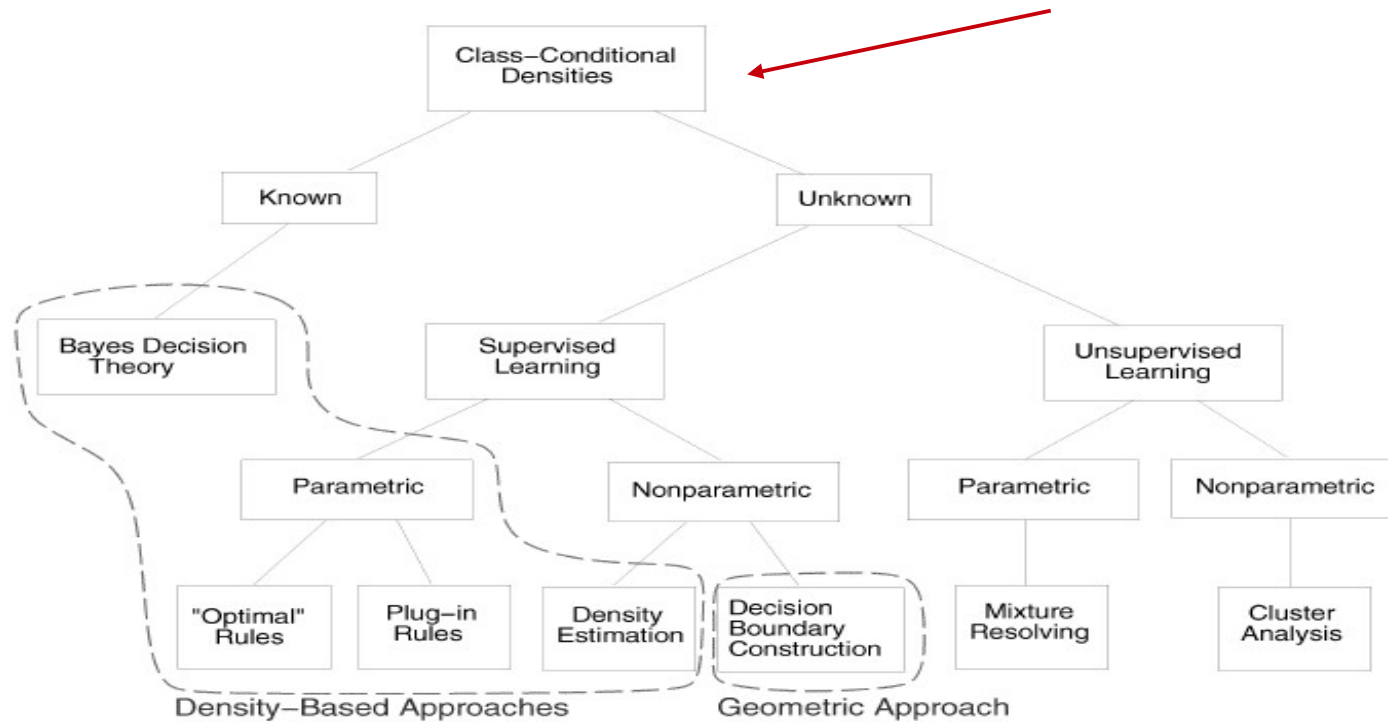 Class-Conditional
Densities
Known
Unknown
Bayes Decision
Theory
Supervised
Learning
Unsupervised
Learning
Parametric
Nonparametric
Parametric
Nonparametric
"Optimal"
Rules
Plug-in
Rules
Density
Estimation
Decision
Boundary
Construction
Mixture
Resolving
Cluster
Analysis
Density-Based Approaches
Geometric Approach